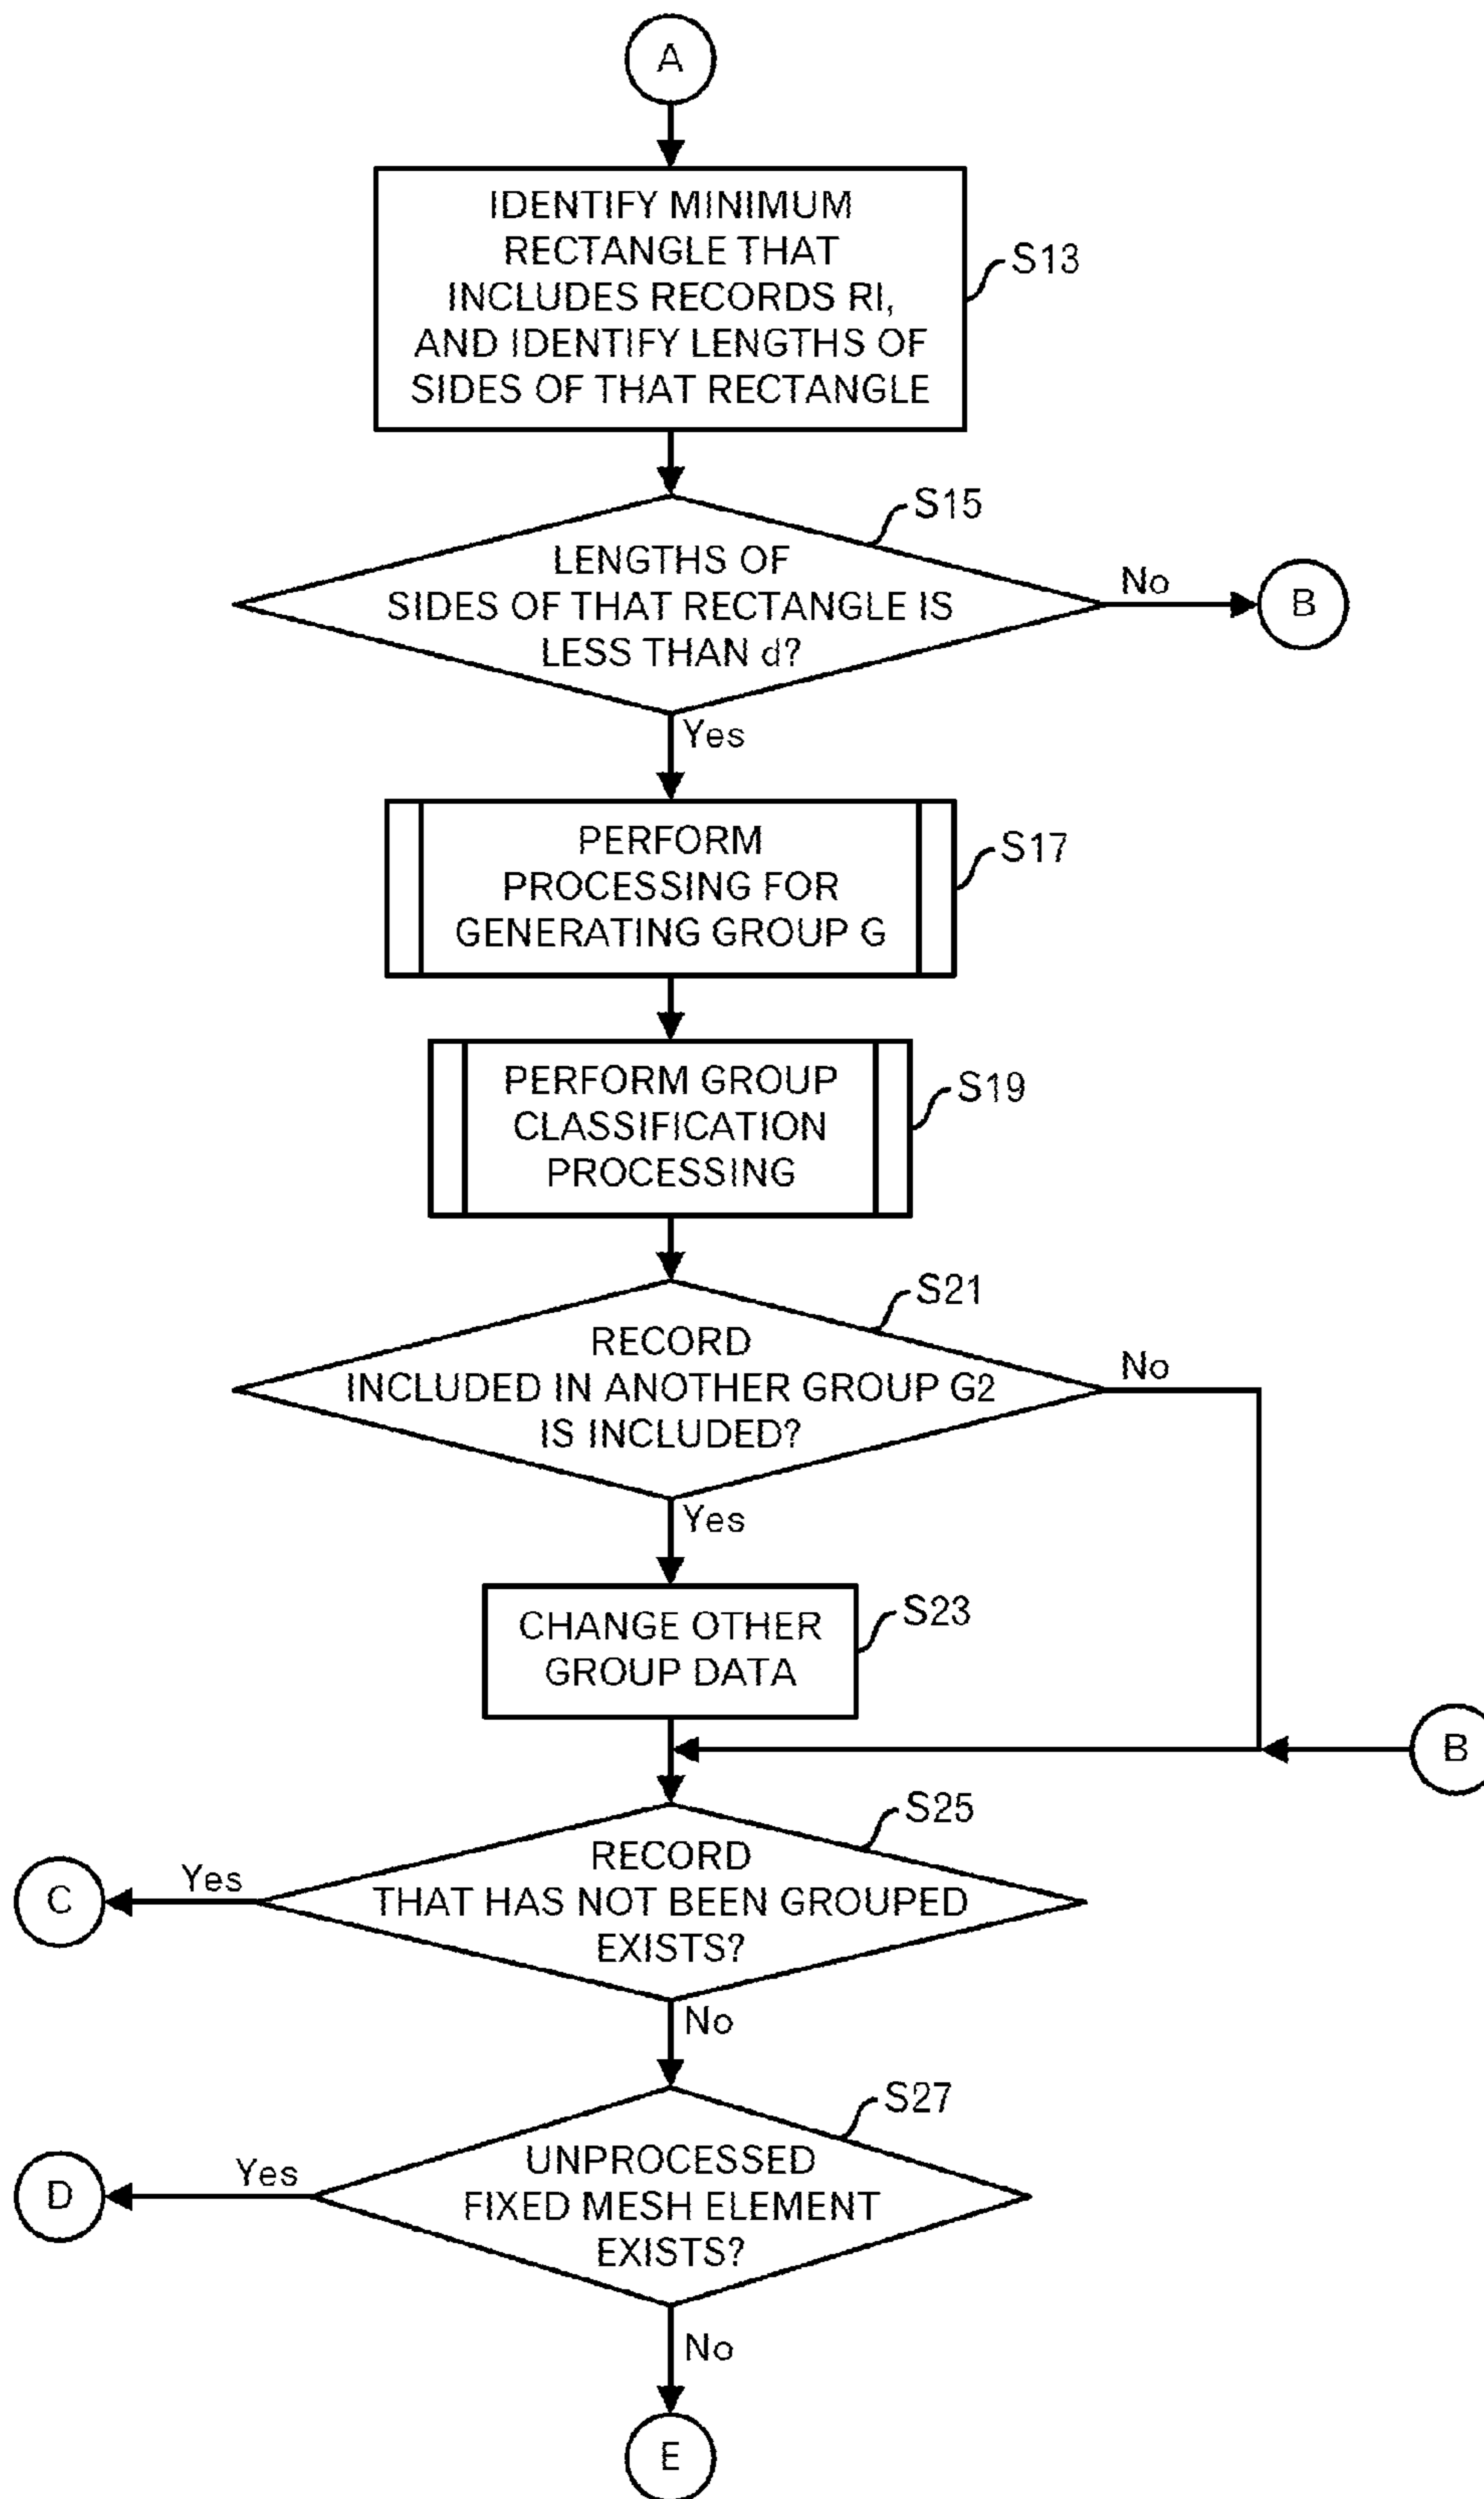 A
IDENTIFY MINIMUM
RECTANGLE THAT
INCLUDES RECORDS RI,
AND IDENTIFY LENGTHS OF
SIDES OF THAT RECTANGLE
S13
S15
LENGTHS OF
SIDES OF THAT RECTANGLE IS
LESS THAN d?
No
B
Yes
PERFORM
PROCESSING FOR
GENERATING GROUP G
S17
PERFORM GROUP
CLASSIFICATION
PROCESSING
S19
S21
RECORD
INCLUDED IN ANOTHER GROUP G2
IS INCLUDED?
No
Yes
CHANGE OTHER
GROUP DATA
S23
B
S25
RECORD
THAT HAS NOT BEEN GROUPED
EXISTS?
Yes
C
No
S27
UNPROCESSED
FIXED MESH ELEMENT
EXISTS?
Yes
D
No
E